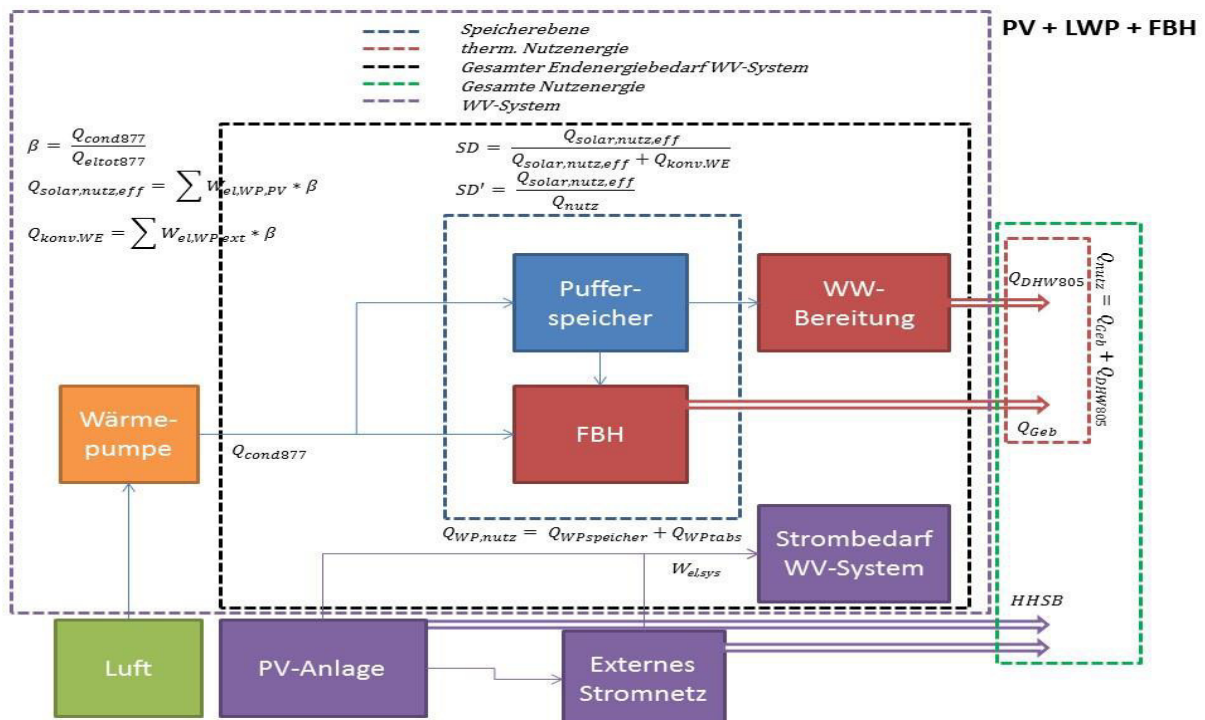 PV + LWP + FBH
Speicherebene
therm. Nutzenergie
Gesamter Endenergiebedarf WV-System
Gesamte Nutzenergie
WV-System
β = Q_cond877 / Q_eltot877
Q_solar,nutz,eff = ∑ W_el,WP,PV * β
Q_konv.WE = ∑ W_el,WP,ext * β
SD = Q_solar,nutz,eff / (Q_solar,nutz,eff + Q_konv.WE)
SD' = Q_solar,nutz,eff / Q_nutz
Puffer-
speicher
WW-
Bereitung
Q_DHW805
Q_nutz = Q_Geb + Q_DHW805
Wärme-
pumpe
Q_cond877
FBH
Q_Geb
Q_WP,nutz = Q_WPspeicher + Q_WPtabs
W_el,sys
Strombedarf
WV-System
HHSB
Luft
PV-Anlage
Externes
Stromnetz